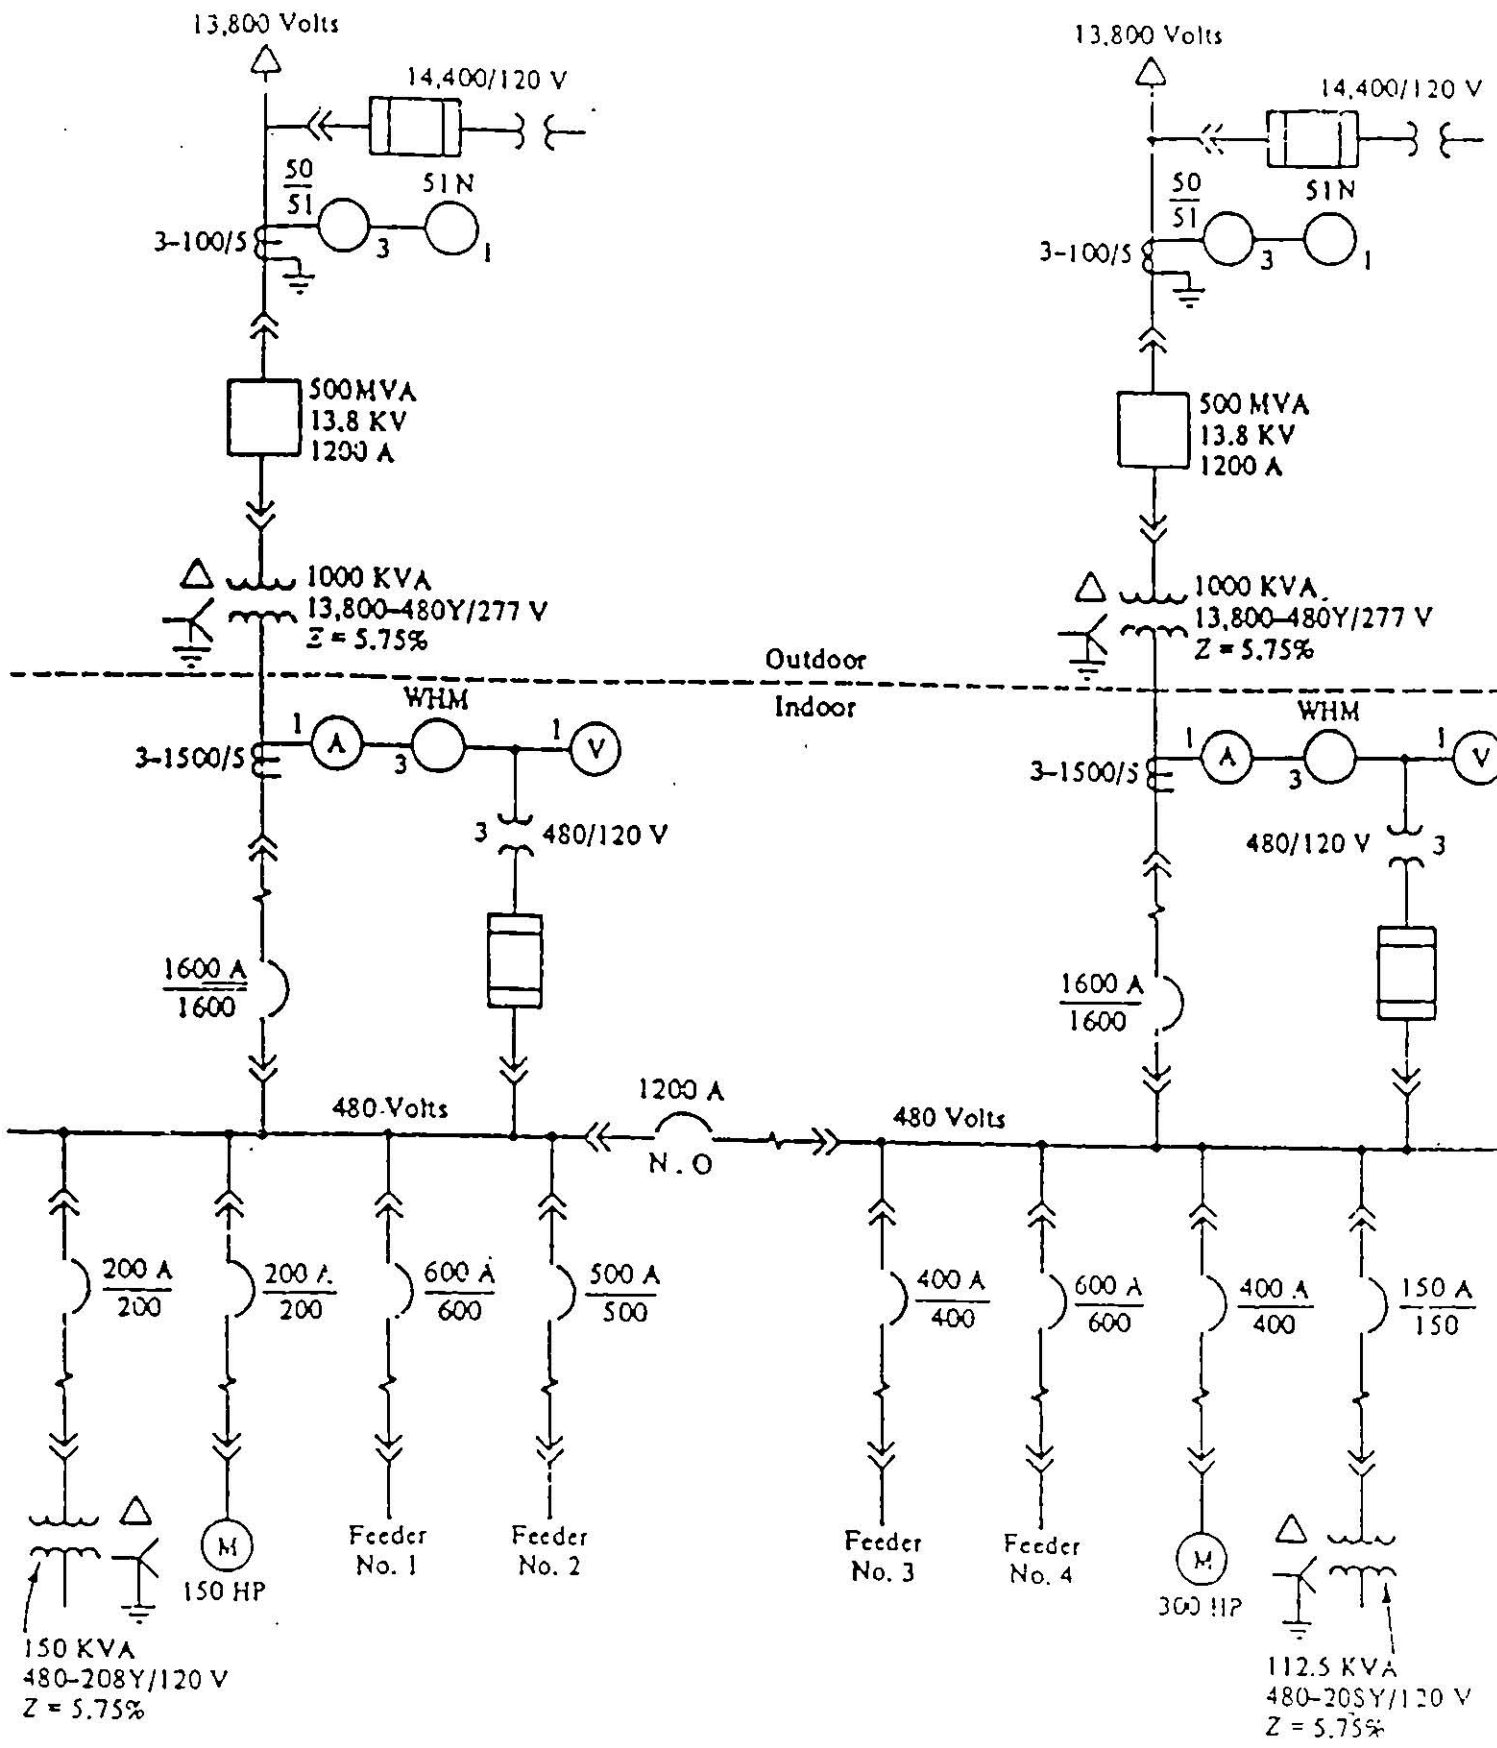 13,800 Volts
14,400/120 V
50
51
51N
3-100/5
3
1
500 MVA
13.8 KV
1200 A
1000 KVA
13,800-480Y/277 V
Z = 5.75%
13,800 Volts
14,400/120 V
50
51
51N
3-100/5
3
1
500 MVA
13.8 KV
1200 A
1000 KVA
13,800-480Y/277 V
Z = 5.75%
Outdoor
Indoor
WHM
1
A
3
1
V
3-1500/5
3
480/120 V
1600 A
1600
WHM
1
A
3
1
V
3-1500/5
480/120 V
3
1600 A
1600
480 Volts
1200 A
N.O
480 Volts
200 A
200
200 A
200
600 A
600
500 A
500
400 A
400
600 A
600
400 A
400
150 A
150
M
150 HP
Feeder
No. 1
Feeder
No. 2
Feeder
No. 3
Feeder
No. 4
M
300 HP
150 KVA
480-208Y/120 V
Z = 5.75%
112.5 KVA
480-208Y/120 V
Z = 5.75%